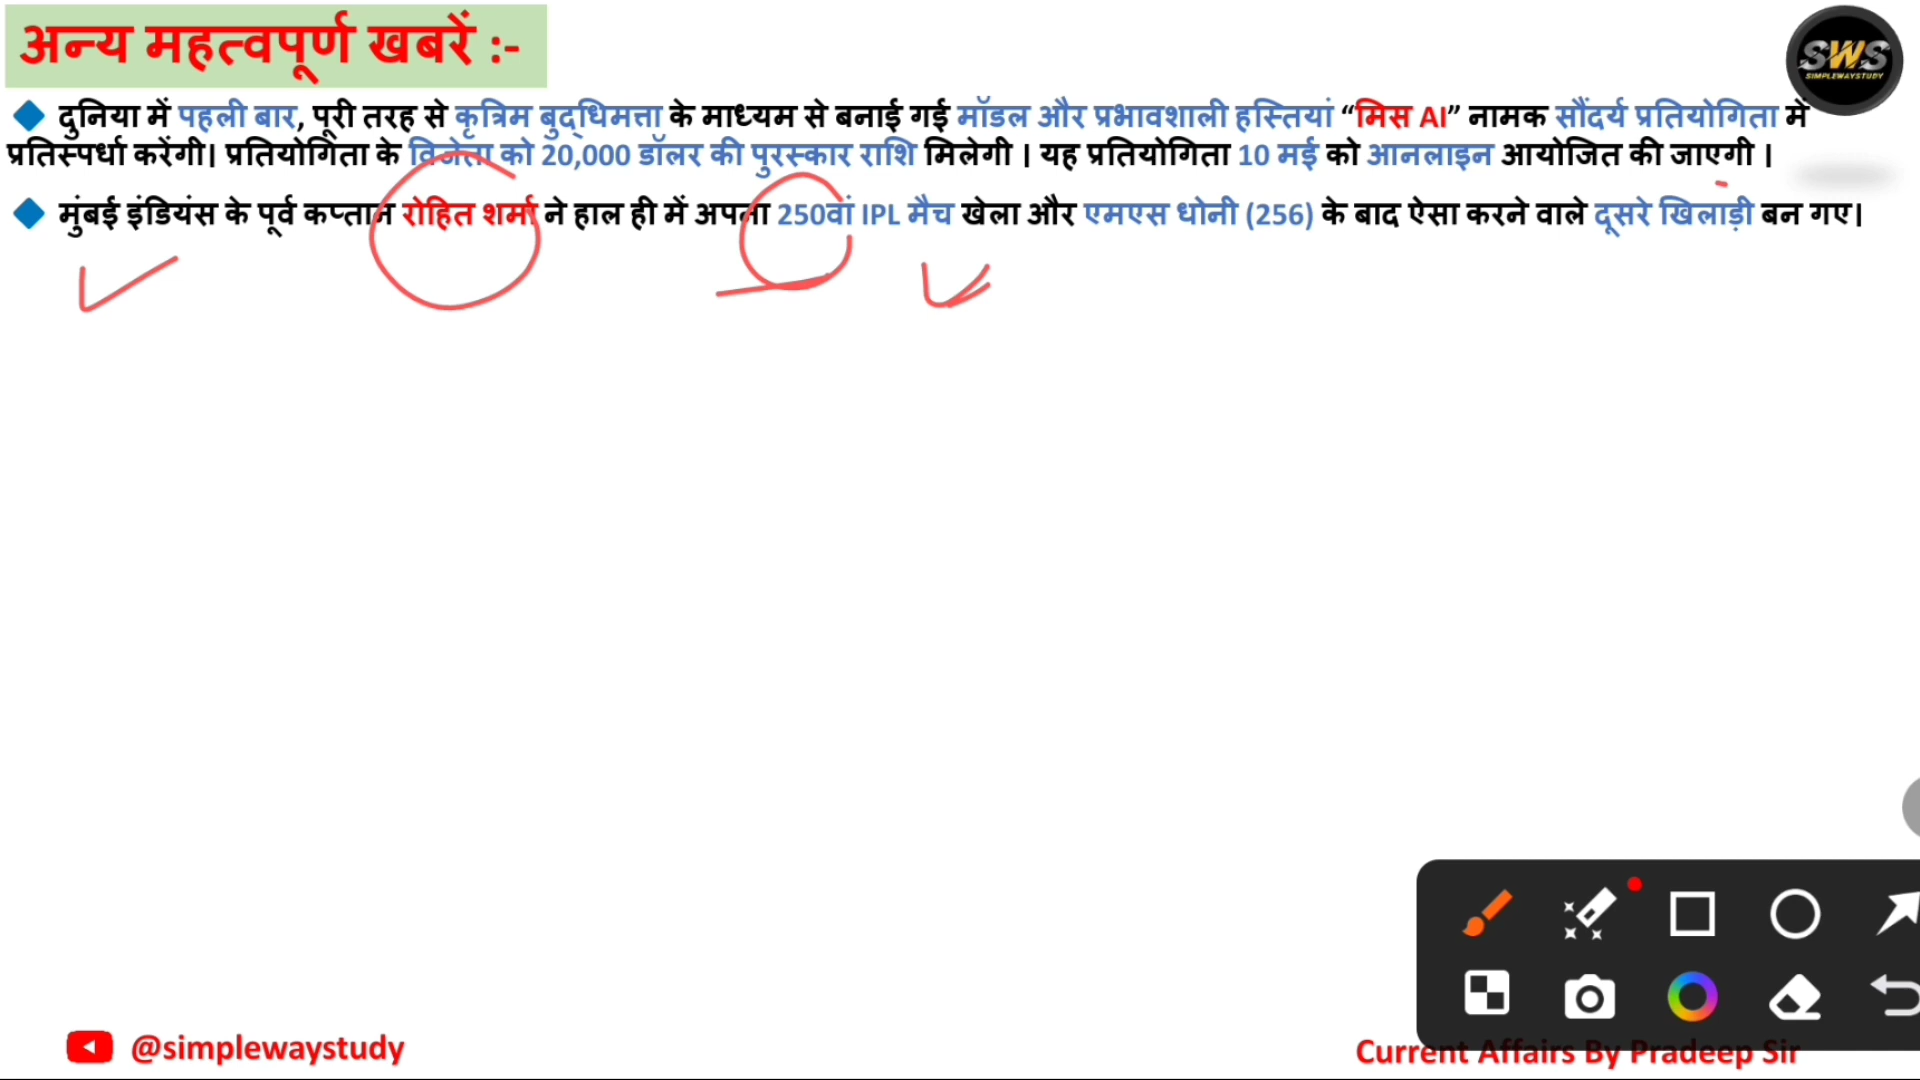 अन्य महत्वपूर्ण खबरें :-
SWS
SIMPLEWAYSTUDY
दुनिया में पहली बार, पूरी तरह से कृत्रिम बुद्धिमत्ता के माध्यम से बनाई गई मॉडल और प्रभावशाली हस्तियां “मिस AI” नामक सौंदर्य प्रतियोगिता में
प्रतिस्पर्धा करेंगी। प्रतियोगिता के विजेता को 20,000 डॉलर की पुरस्कार राशि मिलेगी । यह प्रतियोगिता 10 मई को आनलाइन आयोजित की जाएगी ।
मुंबई इंडियंस के पूर्व कप्तान रोहित शर्मा ने हाल ही में अपना 250वां IPL मैच खेला और एमएस धोनी (256) के बाद ऐसा करने वाले दूसरे खिलाड़ी बन गए।
@simplewaystudy
Current Affairs By Pradeep Sir